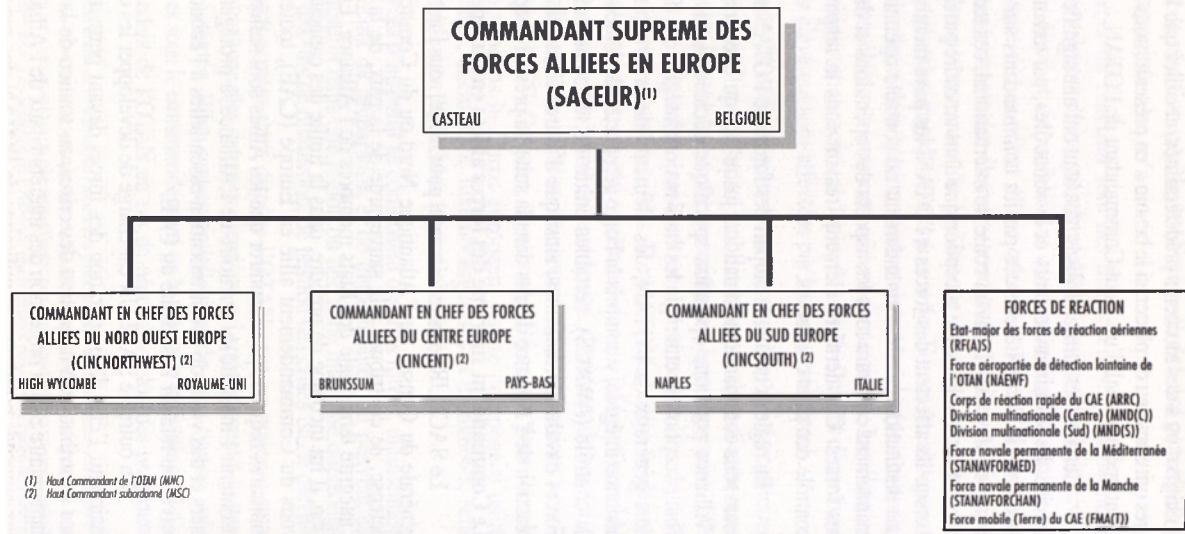 COMMANDANT SUPREME DES
FORCES ALLIEES EN EUROPE
(SACEUR)(1)
CASTEAU BELGIQUE
COMMANDANT EN CHEF DES FORCES
ALLIEES DU NORD OUEST EUROPE
(CINCNORTHWEST) (2)
HIGH WYCOMBE ROYAUME-UNI
COMMANDANT EN CHEF DES FORCES
ALLIEES DU CENTRE EUROPE
(CINCENT) (2)
BRUNSSUM PAYS-BAS
COMMANDANT EN CHEF DES FORCES
ALLIEES DU SUD EUROPE
(CINCSOUTH) (2)
NAPLES ITALIE
FORCES DE REACTION
Etat-major des forces de réaction aériennes
(RF(A)S)
Force aéroportée de détection lointaine de
l'OTAN (NAEWF)
Corps de réaction rapide du CAE (ARRC)
Division multinationale (Centre) (MND(C))
Division multinationale (Sud) (MND(S))
Force navale permanente de la Méditerranée
(STANAVFORMED)
Force navale permanente de la Manche
(STANAVFORCHAN)
Force mobile (Terre) du CAE (FMA(T))
(1) Haut Commandant de l'OTAN (MNC)
(2) Haut Commandant subordonné (MSC)